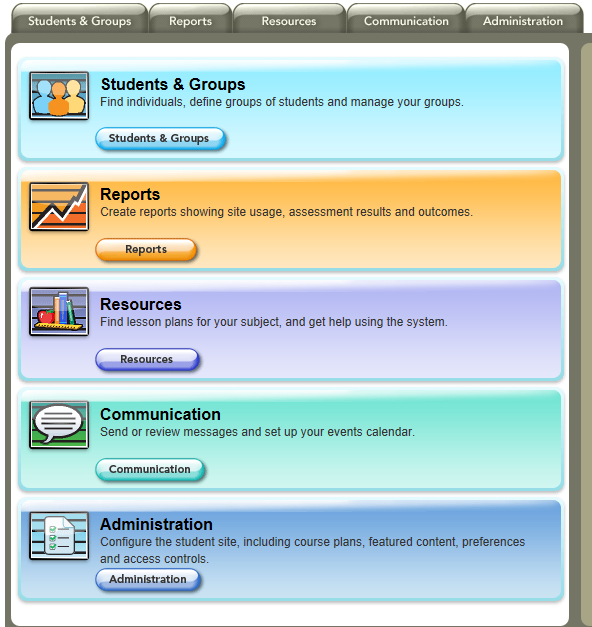 Students & Groups
Reports
Resources
Communication
Administration
Students & Groups
Find individuals, define groups of students and manage your groups.
Students & Groups
Reports
Create reports showing site usage, assessment results and outcomes.
Reports
Resources
Find lesson plans for your subject, and get help using the system.
Resources
Communication
Send or review messages and set up your events calendar.
Communication
Administration
Configure the student site, including course plans, featured content, preferences
and access controls.
Administration